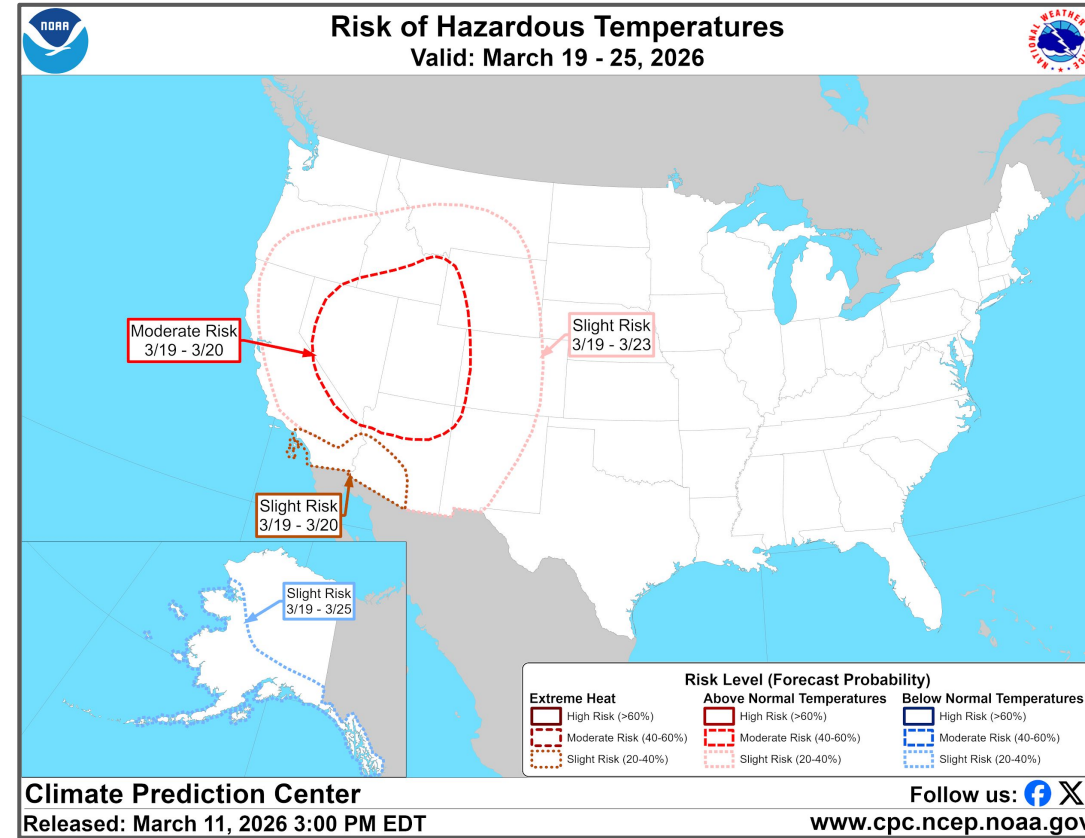 NOAA
Risk of Hazardous Temperatures
Valid: March 19 - 25, 2026
NATIONAL WEATHER SERVICE
Moderate Risk
3/19 - 3/20
Slight Risk
3/19 - 3/23
Slight Risk
3/19 - 3/20
Slight Risk
3/19 - 3/25
Risk Level (Forecast Probability)
Extreme Heat
High Risk (>60%)
Moderate Risk (40-60%)
Slight Risk (20-40%)
Above Normal Temperatures
High Risk (>60%)
Moderate Risk (40-60%)
Slight Risk (20-40%)
Below Normal Temperatures
High Risk (>60%)
Moderate Risk (40-60%)
Slight Risk (20-40%)
Climate Prediction Center
Follow us:
Released: March 11, 2026 3:00 PM EDT
www.cpc.ncep.noaa.gov